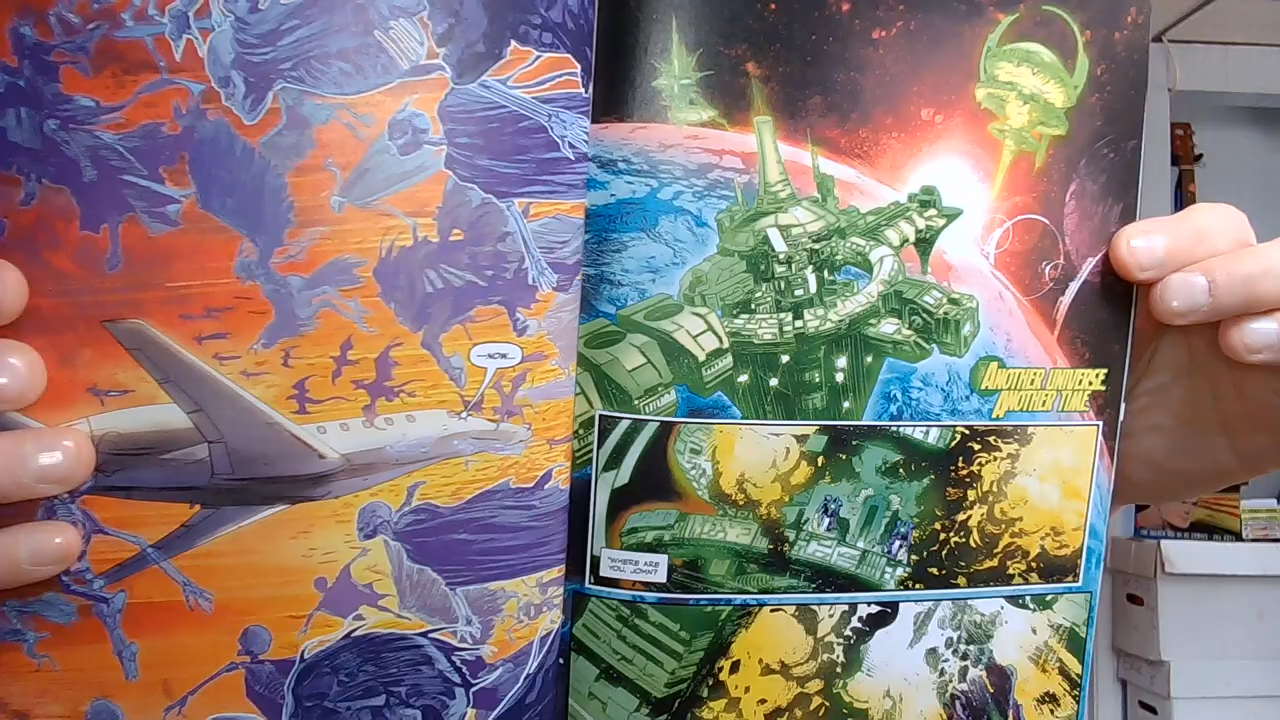 —NOW...
ANOTHER UNIVERSE.
ANOTHER TIME.
"WHERE ARE
YOU, JOHN?